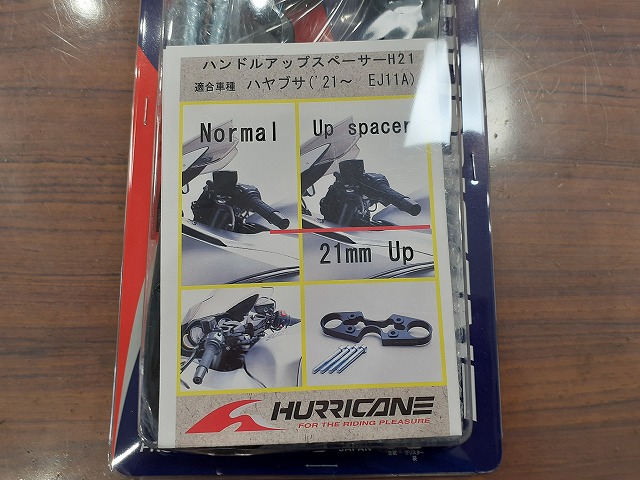 ハンドルアップスペーサーH21
適合車種 ハヤブサ('21～ EJ11A)
Normal
Up spacer
21mm Up
HURRICANE
FOR THE RIDING PLEASURE
JAPAN